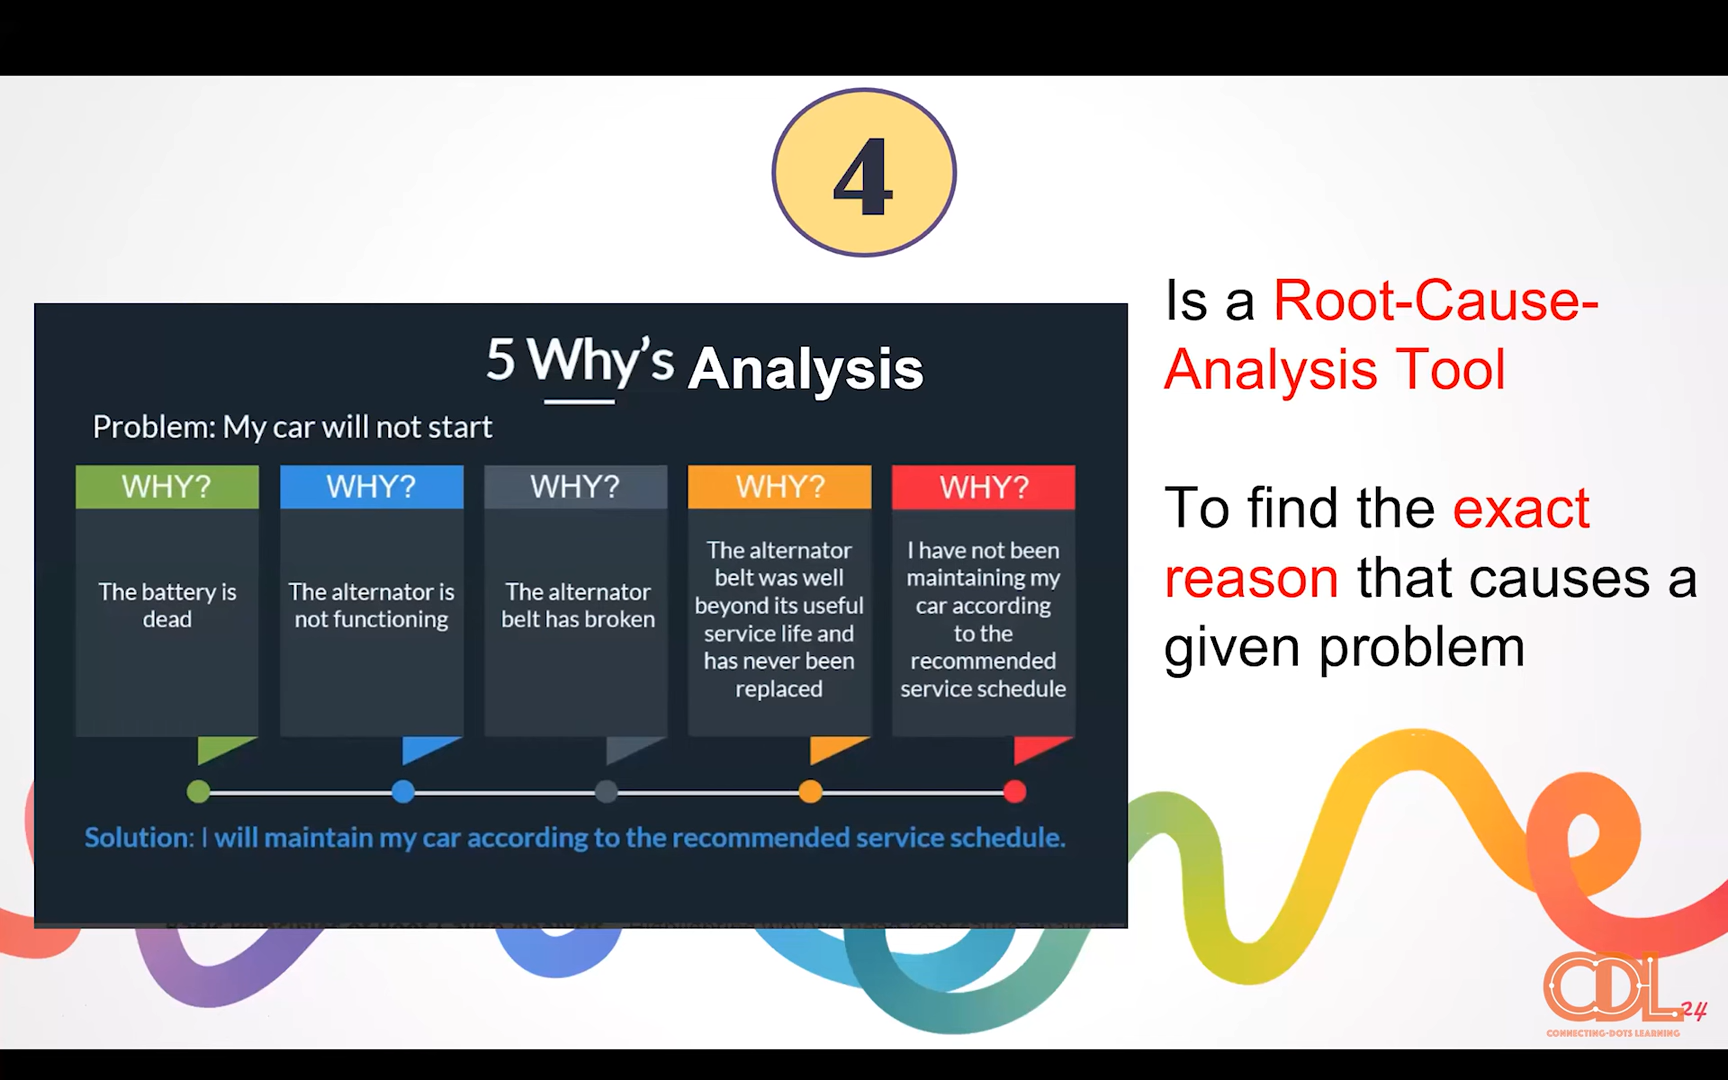 4
5 Why's Analysis
Problem: My car will not start
WHY?
The battery is
dead
WHY?
The alternator is
not functioning
WHY?
The alternator
belt has broken
WHY?
The alternator
belt was well
beyond its useful
service life and
has never been
replaced
WHY?
I have not been
maintaining my
car according
to the
recommended
service schedule
Solution: I will maintain my car according to the recommended service schedule.
Is a Root-Cause-
Analysis Tool
To find the exact
reason that causes a
given problem
CDL24
CONNECTING-DOTS LEARNING